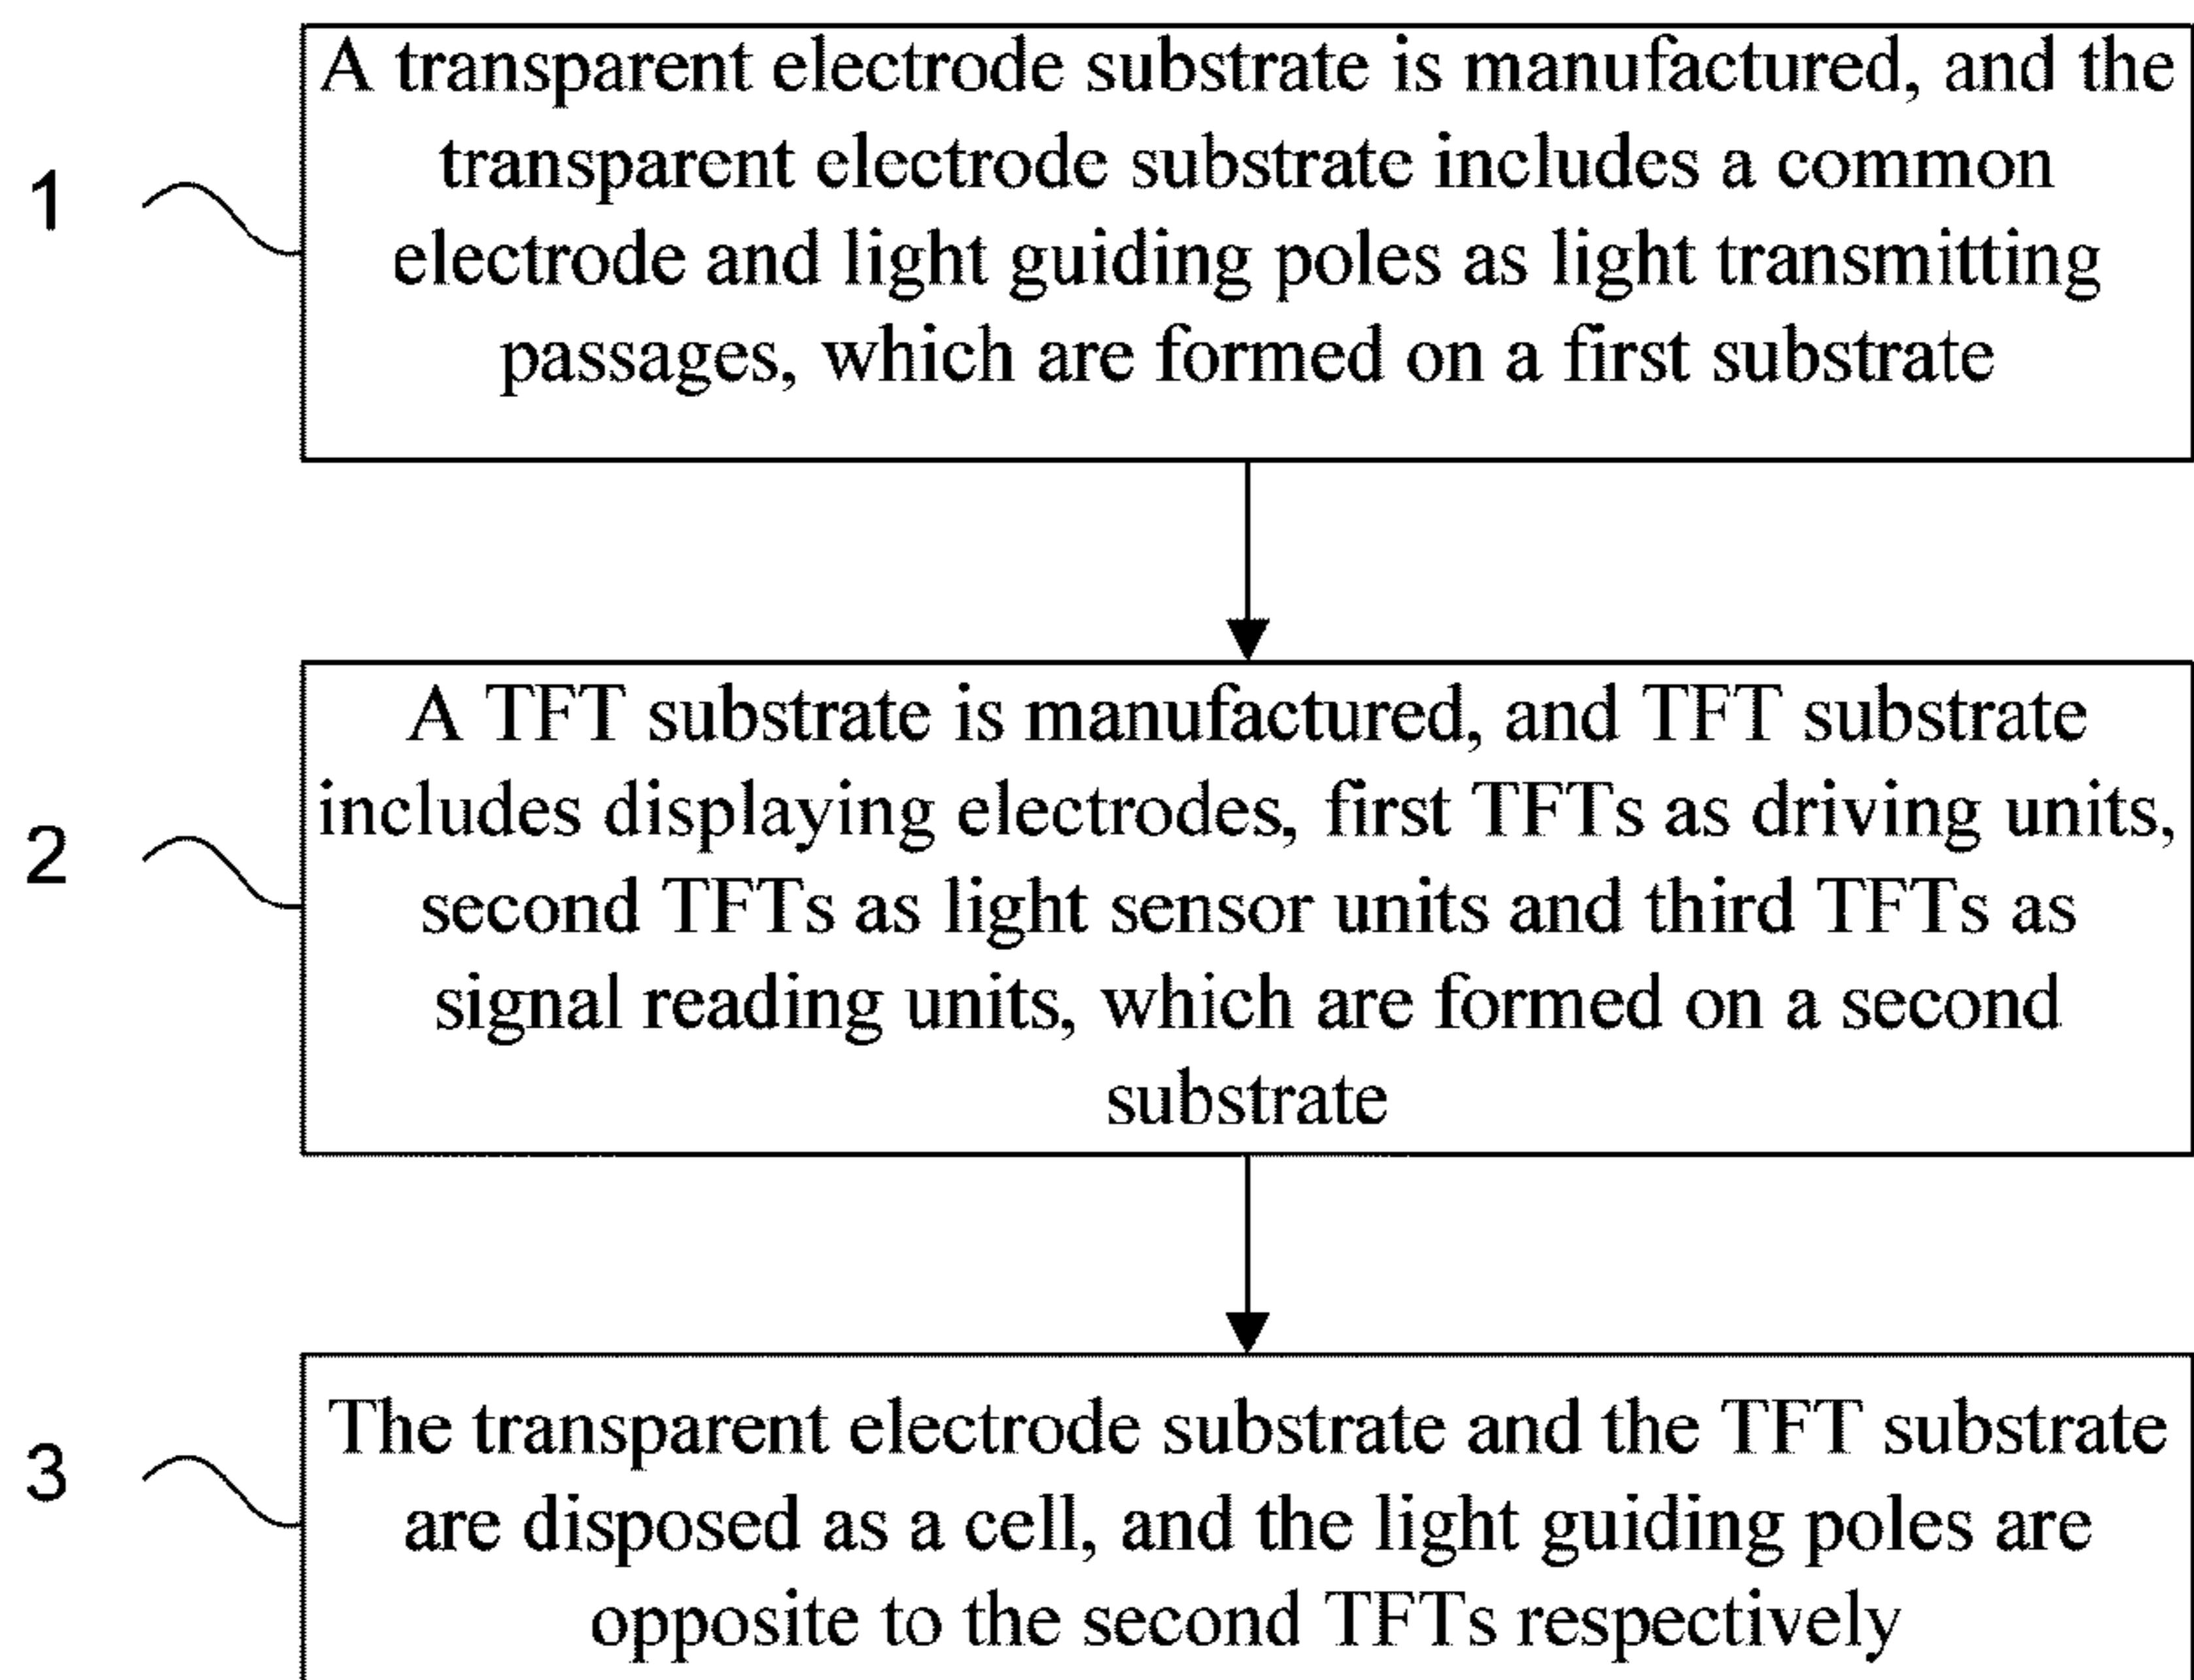 A transparent electrode substrate is manufactured, and the
transparent electrode substrate includes a common
1
electrode and light guiding poles as light transmitting
passages, which are formed on a first substrate
A TFT substrate is manufactured, and TFT substrate
includes displaying electrodes, first TFTs as driving units,
2
second TFTs as light sensor units and third TFTs as
signal reading units, which are formed on a second
substrate
The transparent electrode substrate and the TFT substrate
3
are disposed as a cell, and the light guiding poles are
opposite to the second TFTs respectively